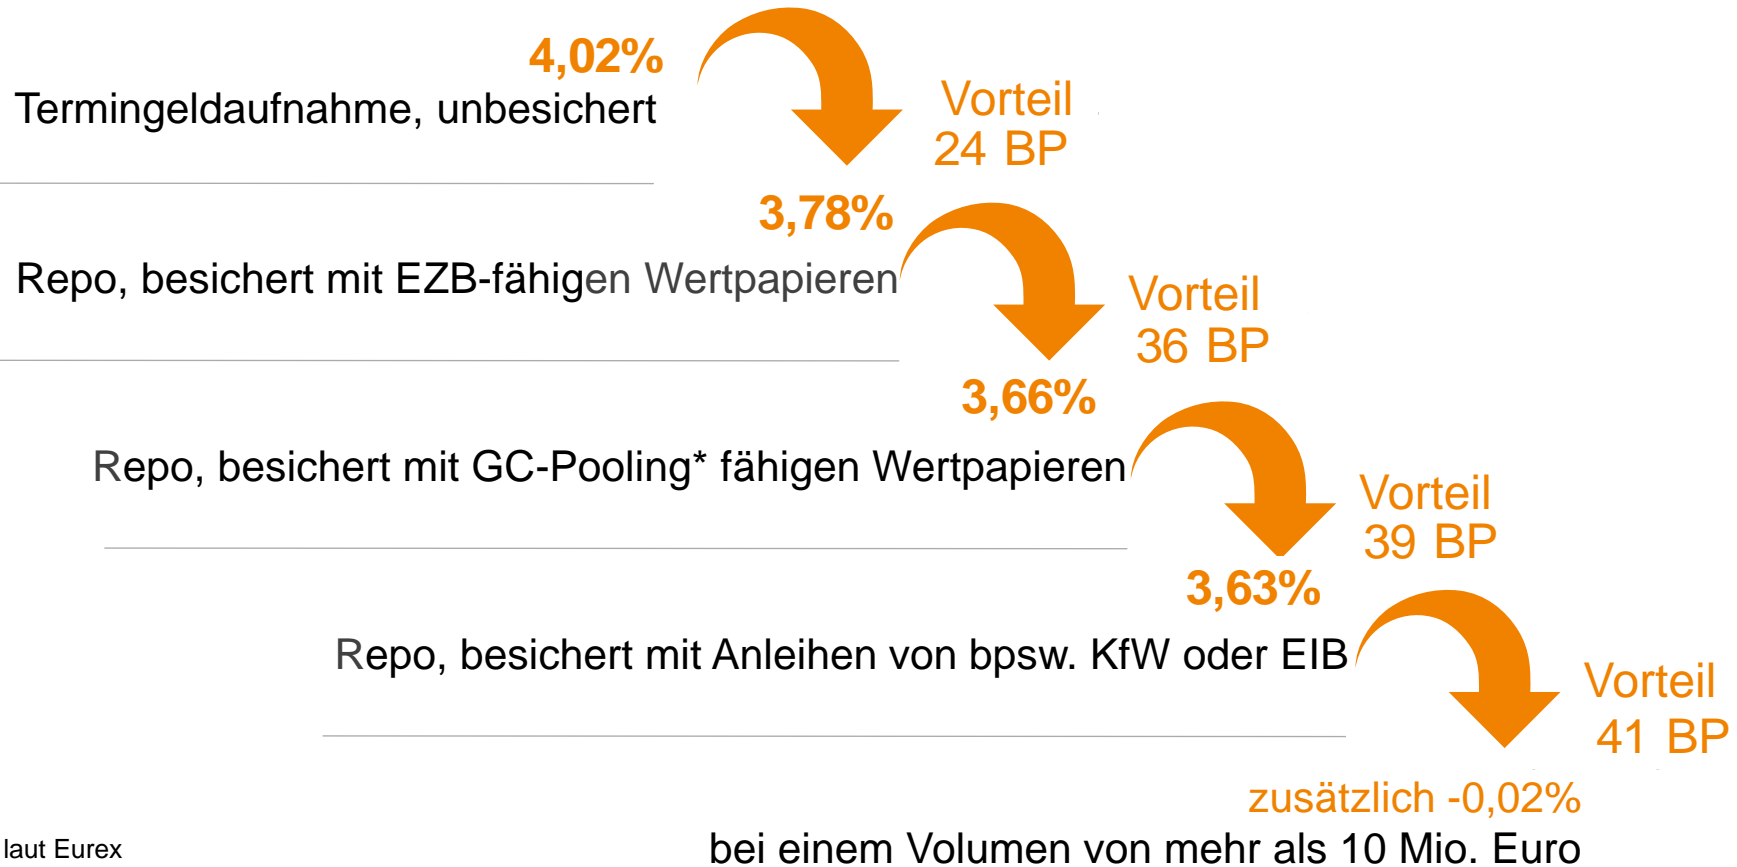 4,02%
Termingeldaufnahme, unbesichert
Vorteil
24 BP
3,78%
Repo, besichert mit EZB-fähigen Wertpapieren
Vorteil
36 BP
3,66%
Repo, besichert mit GC-Pooling* fähigen Wertpapieren
Vorteil
39 BP
3,63%
Repo, besichert mit Anleihen von bpsw. KfW oder EIB
Vorteil
41 BP
zusätzlich -0,02%
bei einem Volumen von mehr als 10 Mio. Euro
laut Eurex